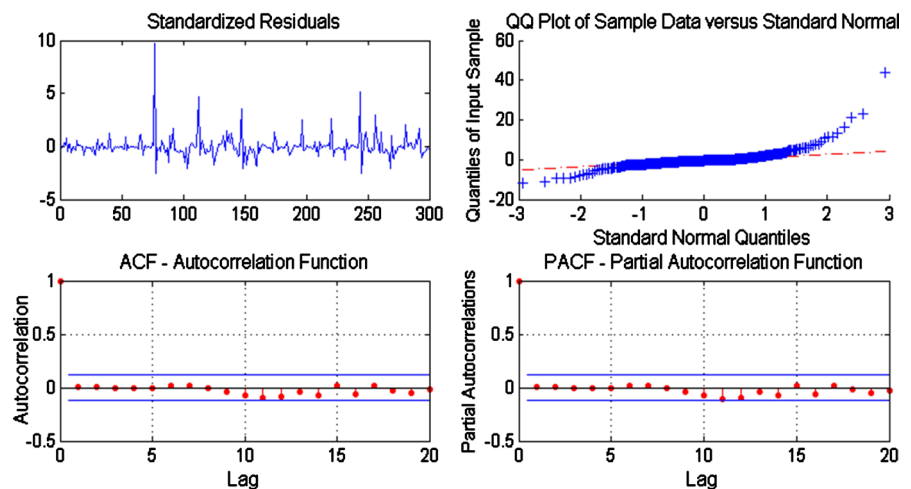 Standardized Residuals
10
5
0
-5
0 50 100 150 200 250 300
QQ Plot of Sample Data versus Standard Normal
Quantiles of Input Sample
60
40
20
0
-20
-3 -2 -1 0 1 2 3
Standard Normal Quantiles
ACF - Autocorrelation Function
Autocorrelation
1
0.5
0
-0.5
0 5 10 15 20
Lag
PACF - Partial Autocorrelation Function
Partial Autocorrelations
1
0.5
0
-0.5
0 5 10 15 20
Lag